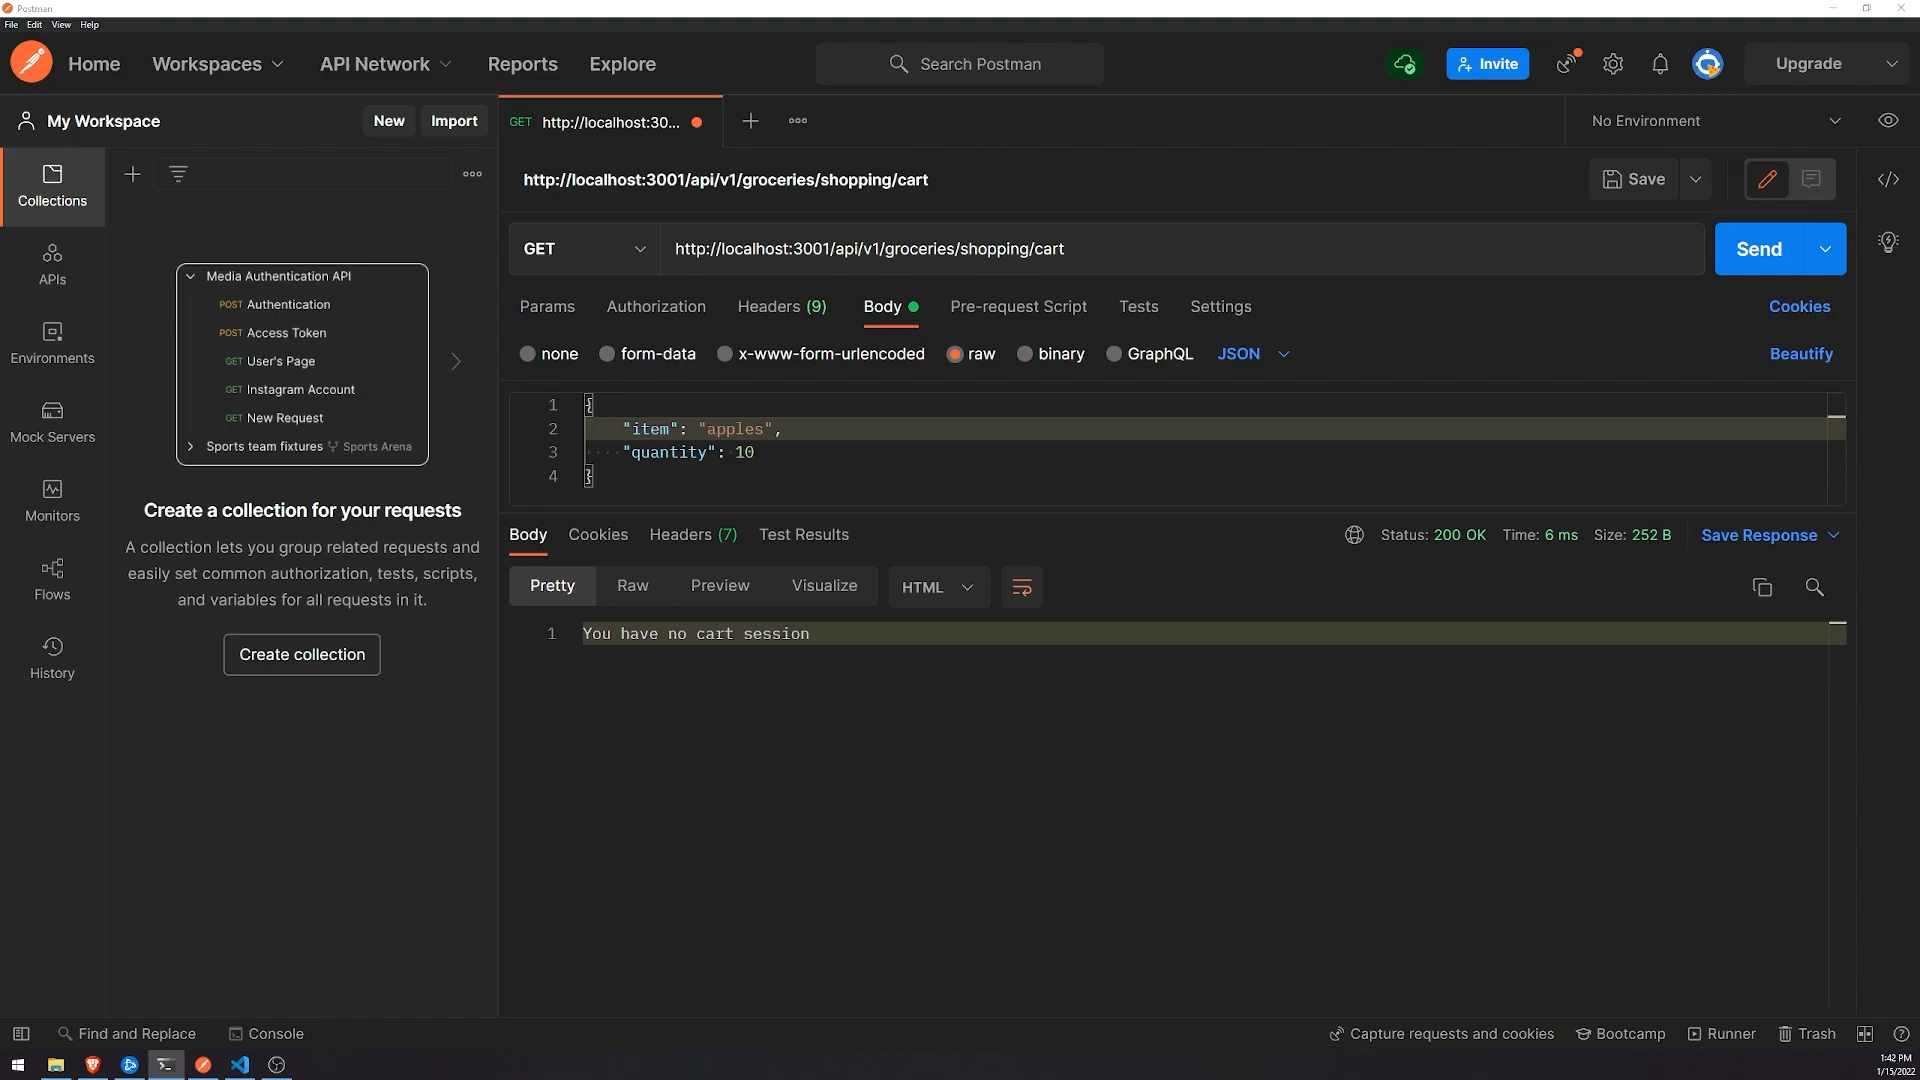 Postman
File Edit View Help
Home Workspaces API Network Reports Explore Search Postman Invite Upgrade
My Workspace New Import GET http://localhost:30... No Environment
http://localhost:3001/api/v1/groceries/shopping/cart Save
Collections
GET http://localhost:3001/api/v1/groceries/shopping/cart Send
APIs
Params Authorization Headers (9) Body Pre-request Script Tests Settings Cookies
none form-data x-www-form-urlencoded raw binary GraphQL JSON Beautify
Environments
Mock Servers
Monitors
Flows
History
Media Authentication API
POST Authentication
POST Access Token
GET User's Page
GET Instagram Account
GET New Request
Sports team fixtures Sports Arena
Create a collection for your requests
A collection lets you group related requests and
easily set common authorization, tests, scripts,
and variables for all requests in it.
Create collection
1 {
2 "item": "apples",
3 "quantity": 10
4 }
Body Cookies Headers (7) Test Results Status: 200 OK Time: 6 ms Size: 252 B Save Response
Pretty Raw Preview Visualize HTML
1 You have no cart session
Find and Replace Console Capture requests and cookies Bootcamp Runner Trash
1:42 PM
1/15/2022